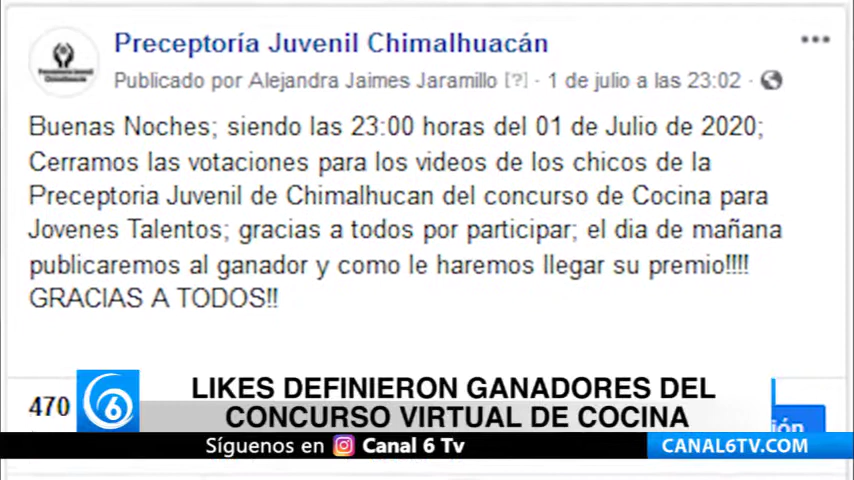 Preceptoría Juvenil Chimalhuacán
Publicado por Alejandra Jaimes Jaramillo [?] · 1 de julio a las 23:02 ·
Buenas Noches; siendo las 23:00 horas del 01 de Julio de 2020;
Cerramos las votaciones para los videos de los chicos de la
Preceptoria Juvenil de Chimalhucan del concurso de Cocina para
Jovenes Talentos; gracias a todos por participar; el dia de mañana
publicaremos al ganador y como le haremos llegar su premio!!!!
GRACIAS A TODOS!!
470
6
LIKES DEFINIERON GANADORES DEL
CONCURSO VIRTUAL DE COCINA
Síguenos en Canal 6 Tv
CANAL6TV.COM